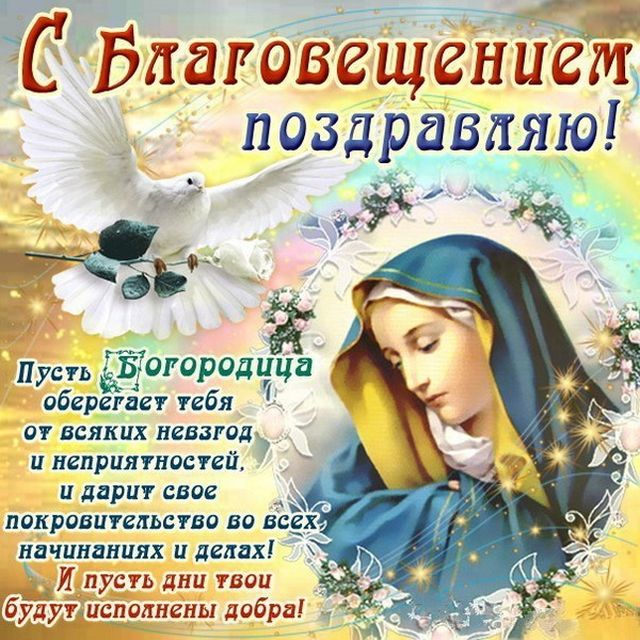 С Благовещением
поздравляю!
Пусть Богородица
оберегает тебя
от всяких невзгод
и неприятностей,
и дарит свое
покровительство во всех
начинаниях и делах!
И пусть дни твои
будут исполнены добра!